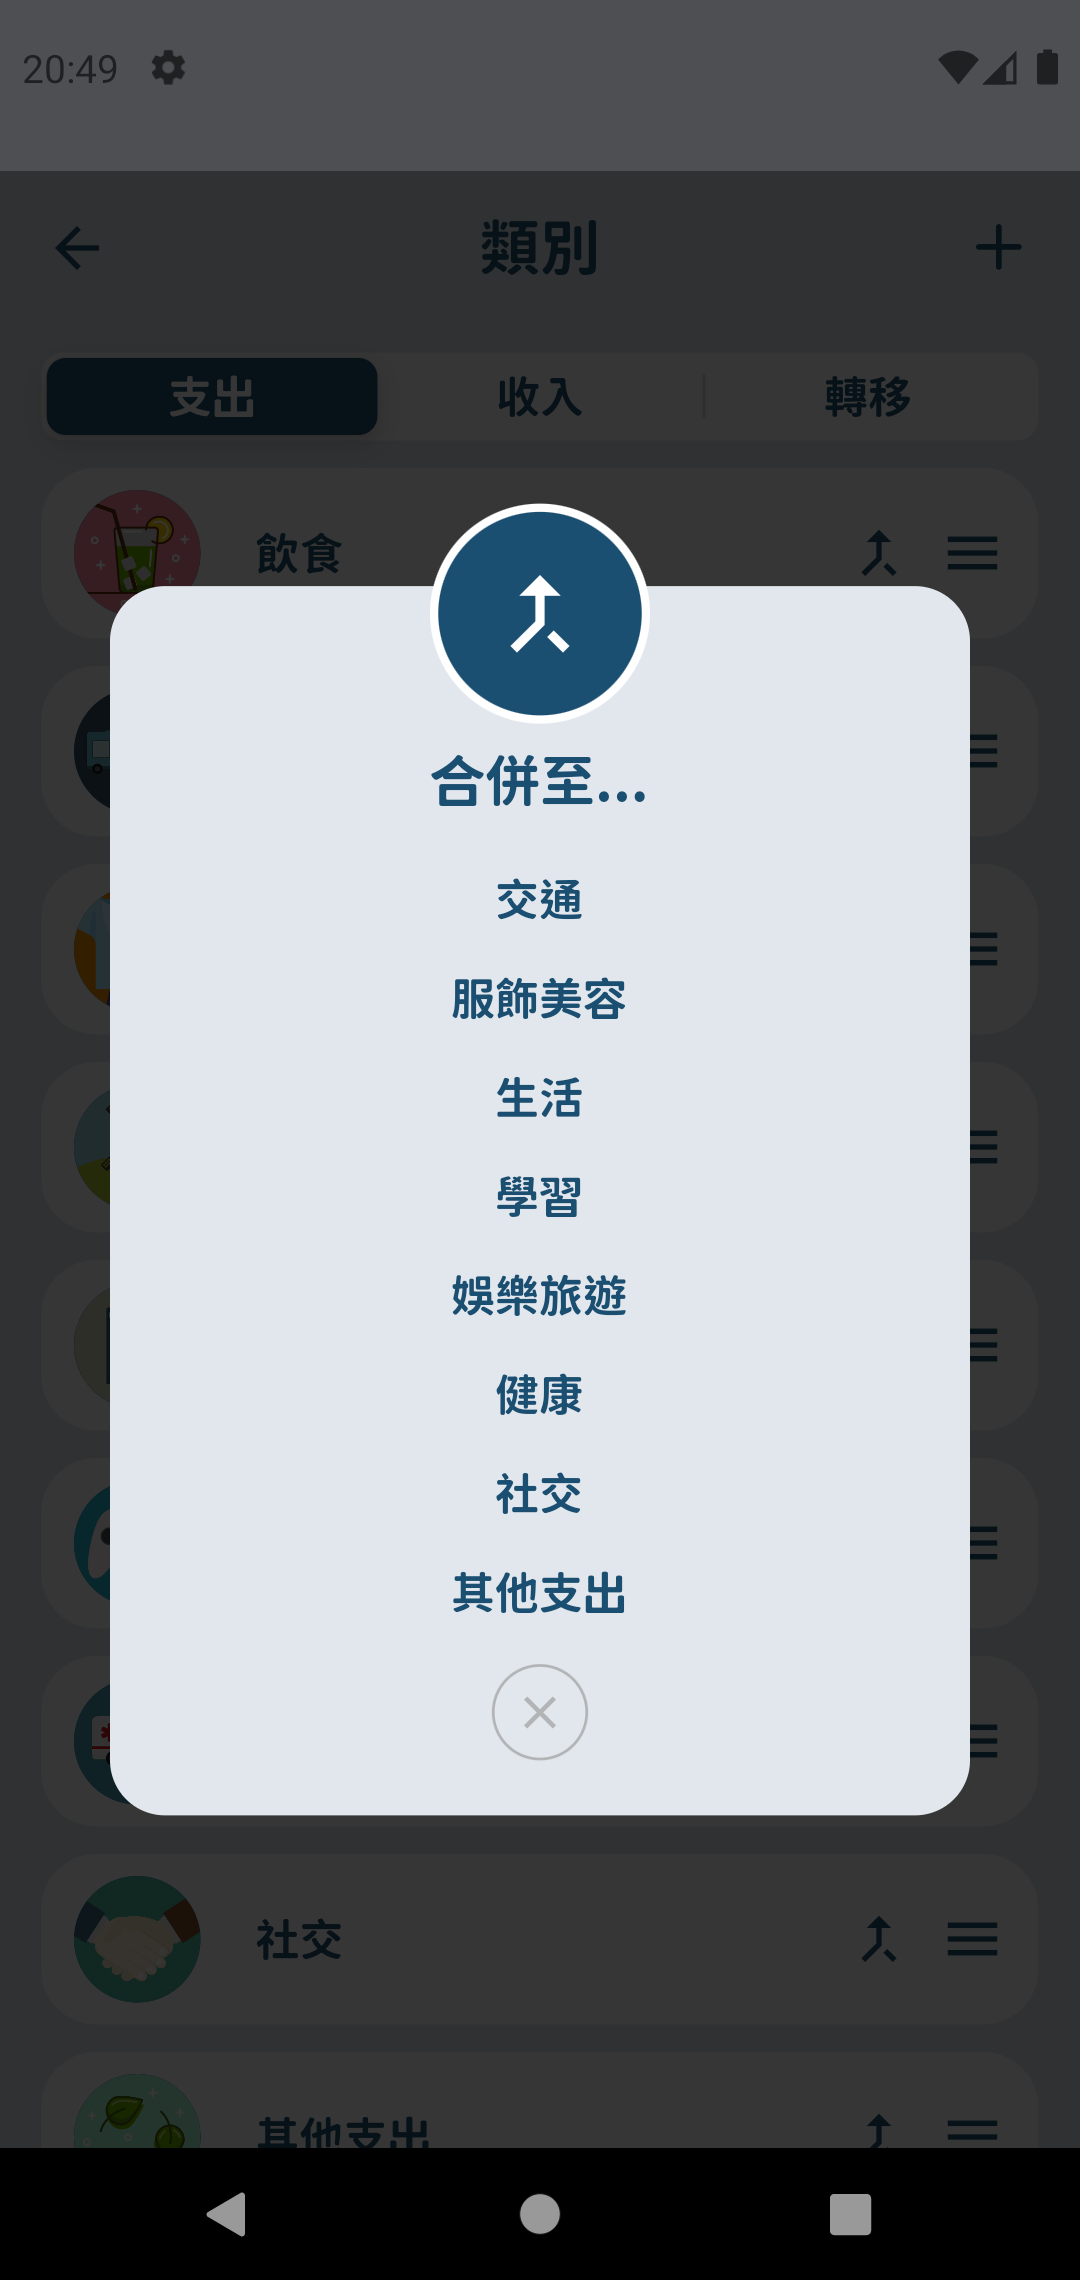 20:49
類別
支出
收入
轉移
飲食
合併至...
交通
服飾美容
生活
學習
娛樂旅遊
健康
社交
其他支出
社交
其他支出